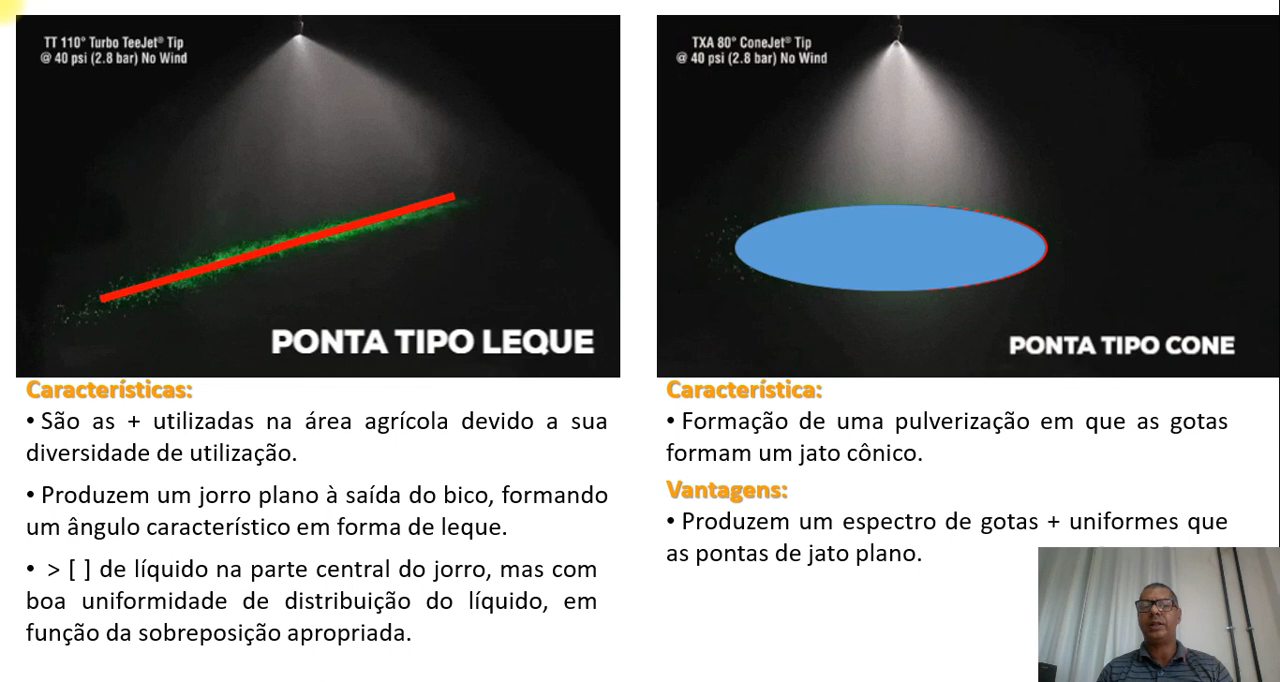 TT 110° Turbo TeeJet® Tip
@ 40 psi (2.8 bar) No Wind
PONTA TIPO LEQUE
Características:
• São as + utilizadas na área agrícola devido a sua
diversidade de utilização.
• Produzem um jorro plano à saída do bico, formando
um ângulo característico em forma de leque.
• > [ ] de líquido na parte central do jorro, mas com
boa uniformidade de distribuição do líquido, em
função da sobreposição apropriada.
TXA 80° ConeJet® Tip
@ 40 psi (2.8 bar) No Wind
PONTA TIPO CONE
Característica:
• Formação de uma pulverização em que as gotas
formam um jato cônico.
Vantagens:
• Produzem um espectro de gotas + uniformes que
as pontas de jato plano.